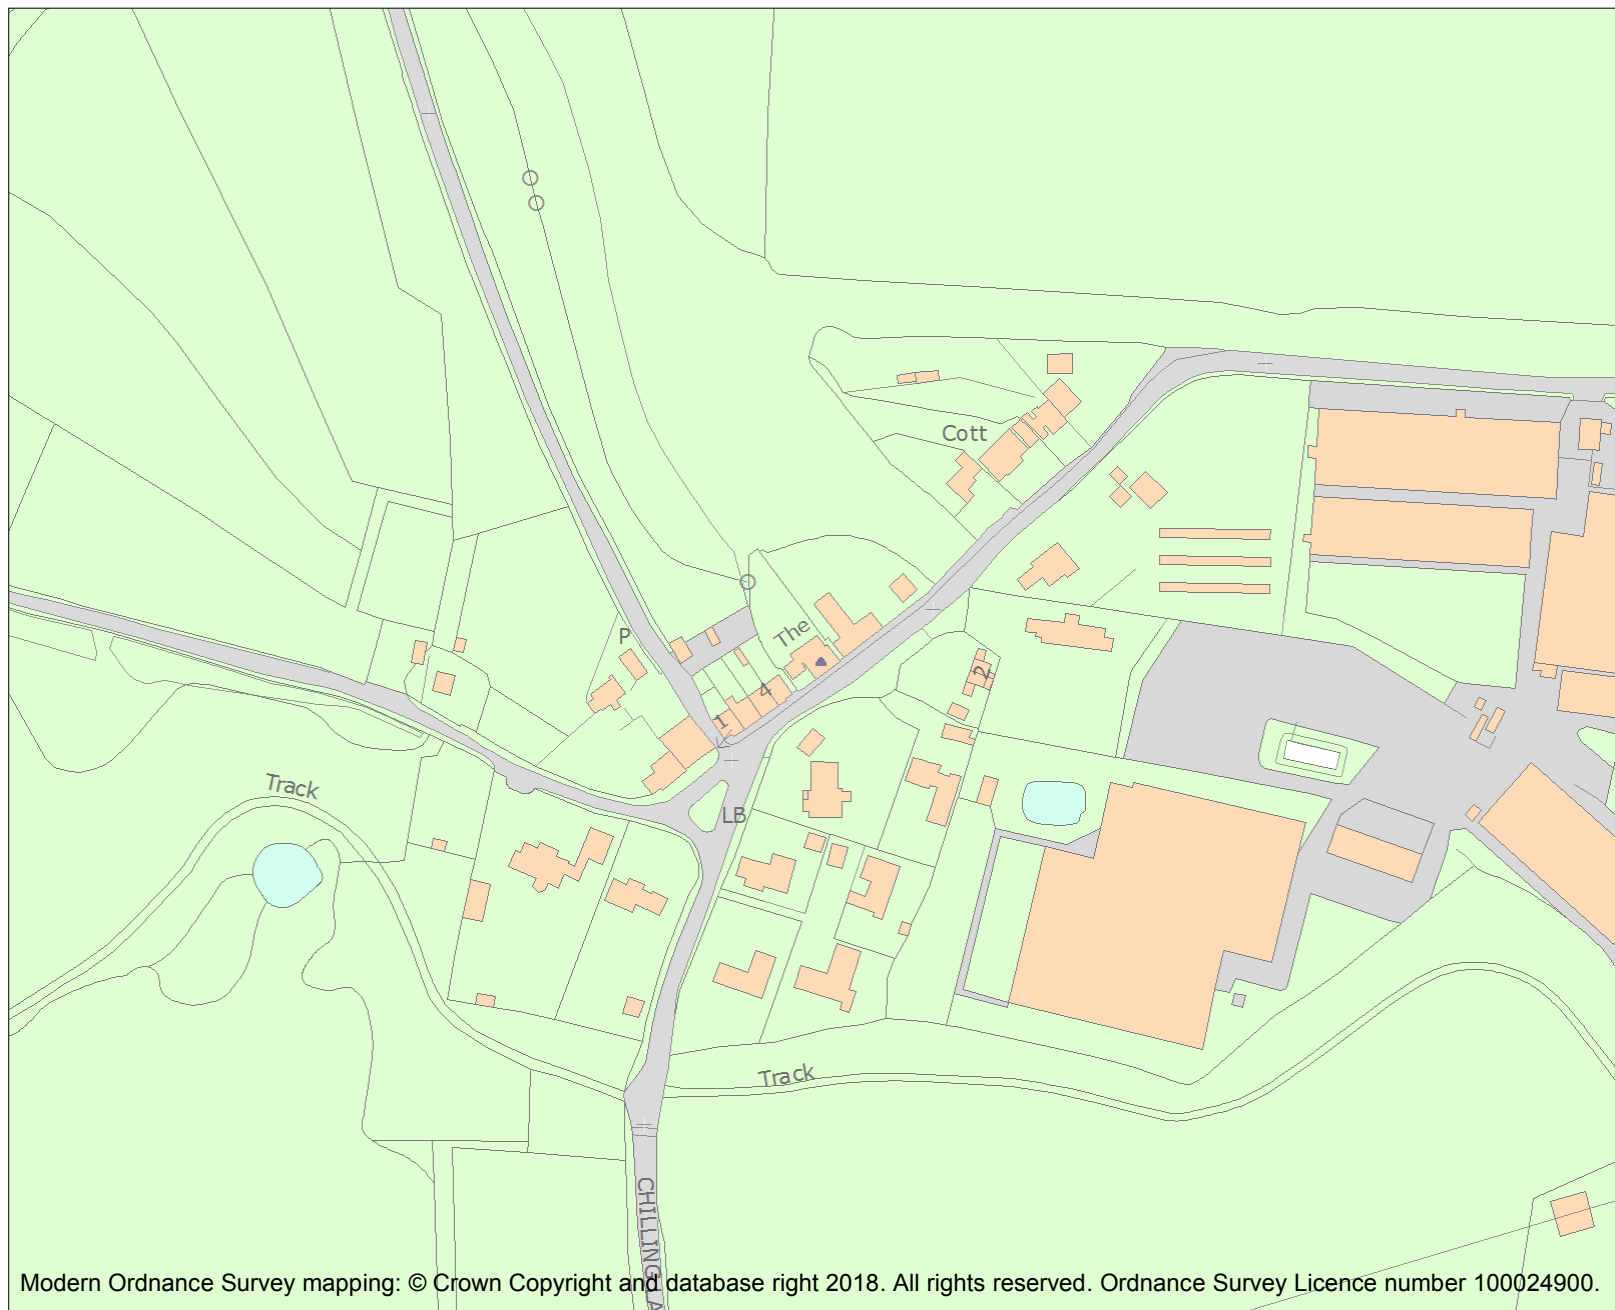 Cott
P
The
4
1
2
Track
LB
Track
CHILLING
Modern Ordnance Survey mapping: © Crown Copyright and database right 2018. All rights reserved. Ordnance Survey Licence number 100024900.